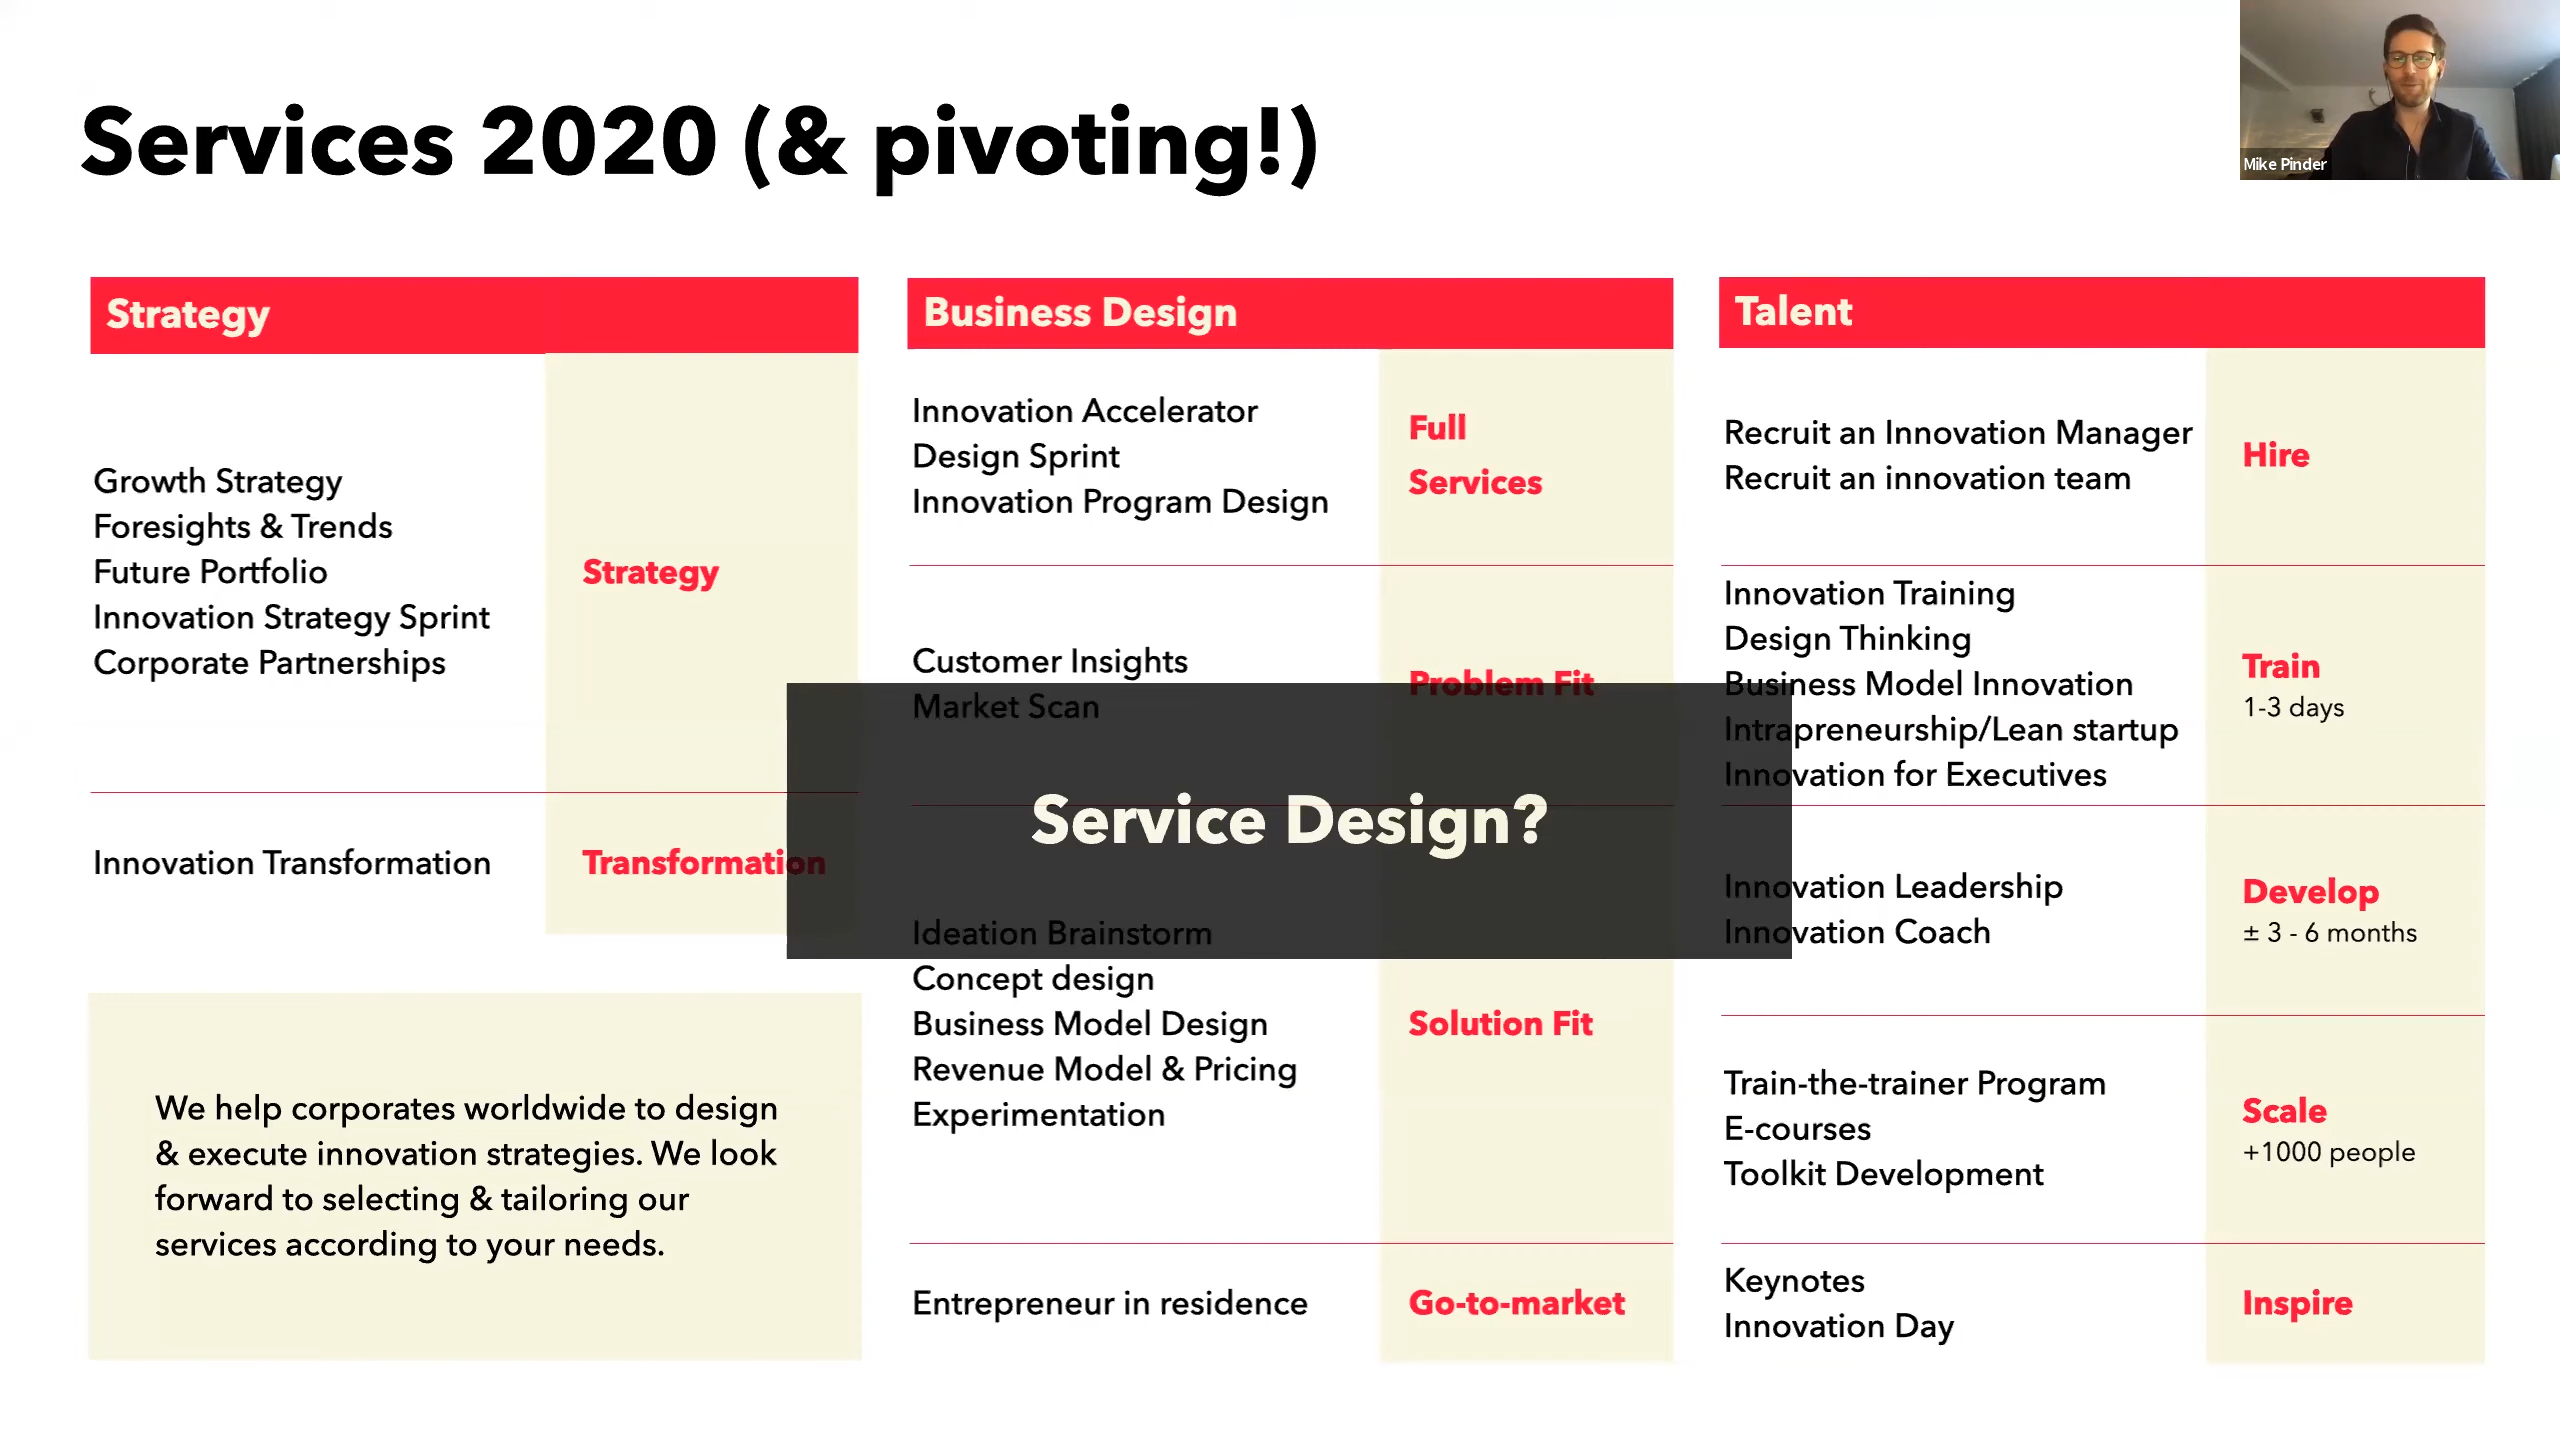 Services 2020 (& pivoting!)
Mike Pinder
Strategy
Growth Strategy
Foresights & Trends
Future Portfolio
Innovation Strategy Sprint
Corporate Partnerships
Strategy
Innovation Transformation
Transformation
We help corporates worldwide to design
& execute innovation strategies. We look
forward to selecting & tailoring our
services according to your needs.
Business Design
Innovation Accelerator
Design Sprint
Innovation Program Design
Full
Services
Customer Insights
Market Scan
Problem Fit
Service Design?
Ideation Brainstorm
Concept design
Business Model Design
Revenue Model & Pricing
Experimentation
Solution Fit
Entrepreneur in residence
Go-to-market
Talent
Recruit an Innovation Manager
Recruit an innovation team
Hire
Innovation Training
Design Thinking
Business Model Innovation
Intrapreneurship/Lean startup
Innovation for Executives
Train
1-3 days
Innovation Leadership
Innovation Coach
Develop
± 3 - 6 months
Train-the-trainer Program
E-courses
Toolkit Development
Scale
+1000 people
Keynotes
Innovation Day
Inspire